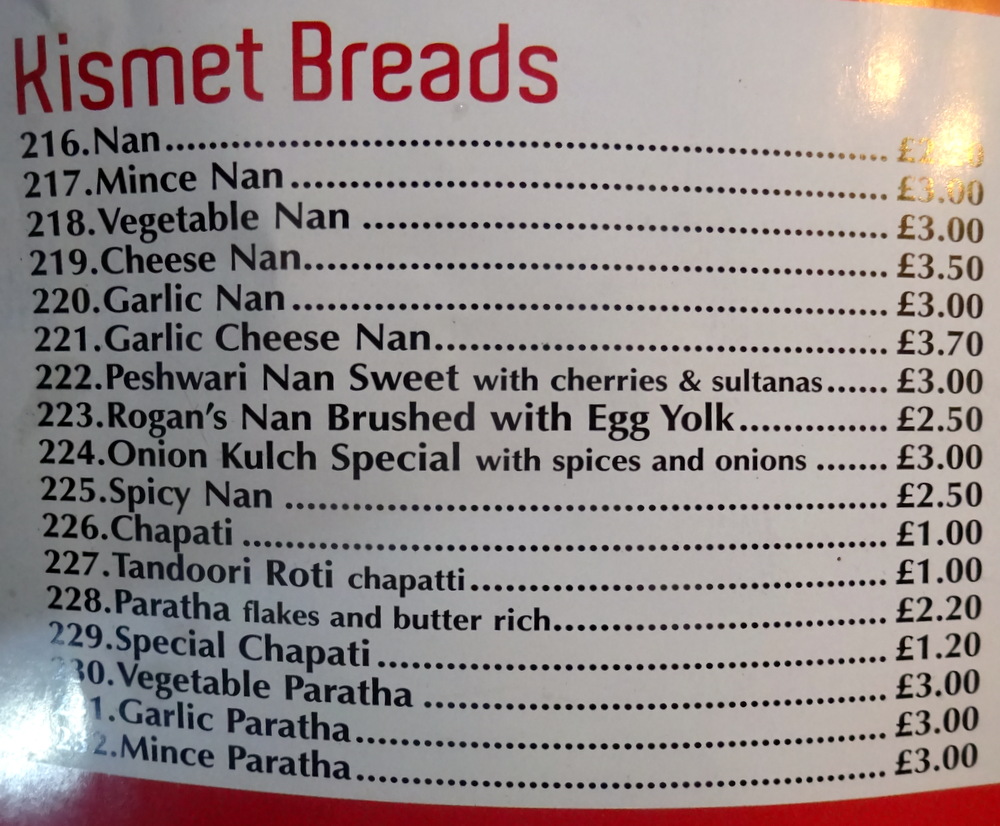 Kismet Breads
216.Nan................................................................
217.Mince Nan................................................... £3.00
218.Vegetable Nan ............................................. £3.00
219.Cheese Nan.................................................. £3.50
220.Garlic Nan................................................... £3.00
221.Garlic Cheese Nan....................................... £3.70
222.Peshwari Nan Sweet with cherries & sultanas...... £3.00
223.Rogan's Nan Brushed with Egg Yolk.............. £2.50
224.Onion Kulch Special with spices and onions ....... £3.00
225.Spicy Nan .................................................... £2.50
226.Chapati ........................................................ £1.00
227.Tandoori Roti chapatti.................................... £1.00
228.Paratha flakes and butter rich............................. £2.20
229.Special Chapati............................................ £1.20
230.Vegetable Paratha ........................................ £3.00
231.Garlic Paratha.............................................. £3.00
232.Mince Paratha.............................................. £3.00